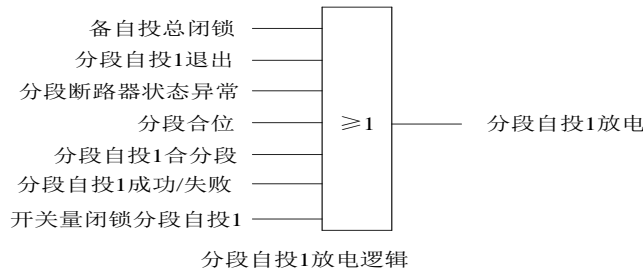 备自投总闭锁
分段自投1退出
分段断路器状态异常
分段合位
分段自投1合分段
分段自投1成功/失败
开关量闭锁分段自投1
≥1
分段自投1放电
分段自投1放电逻辑